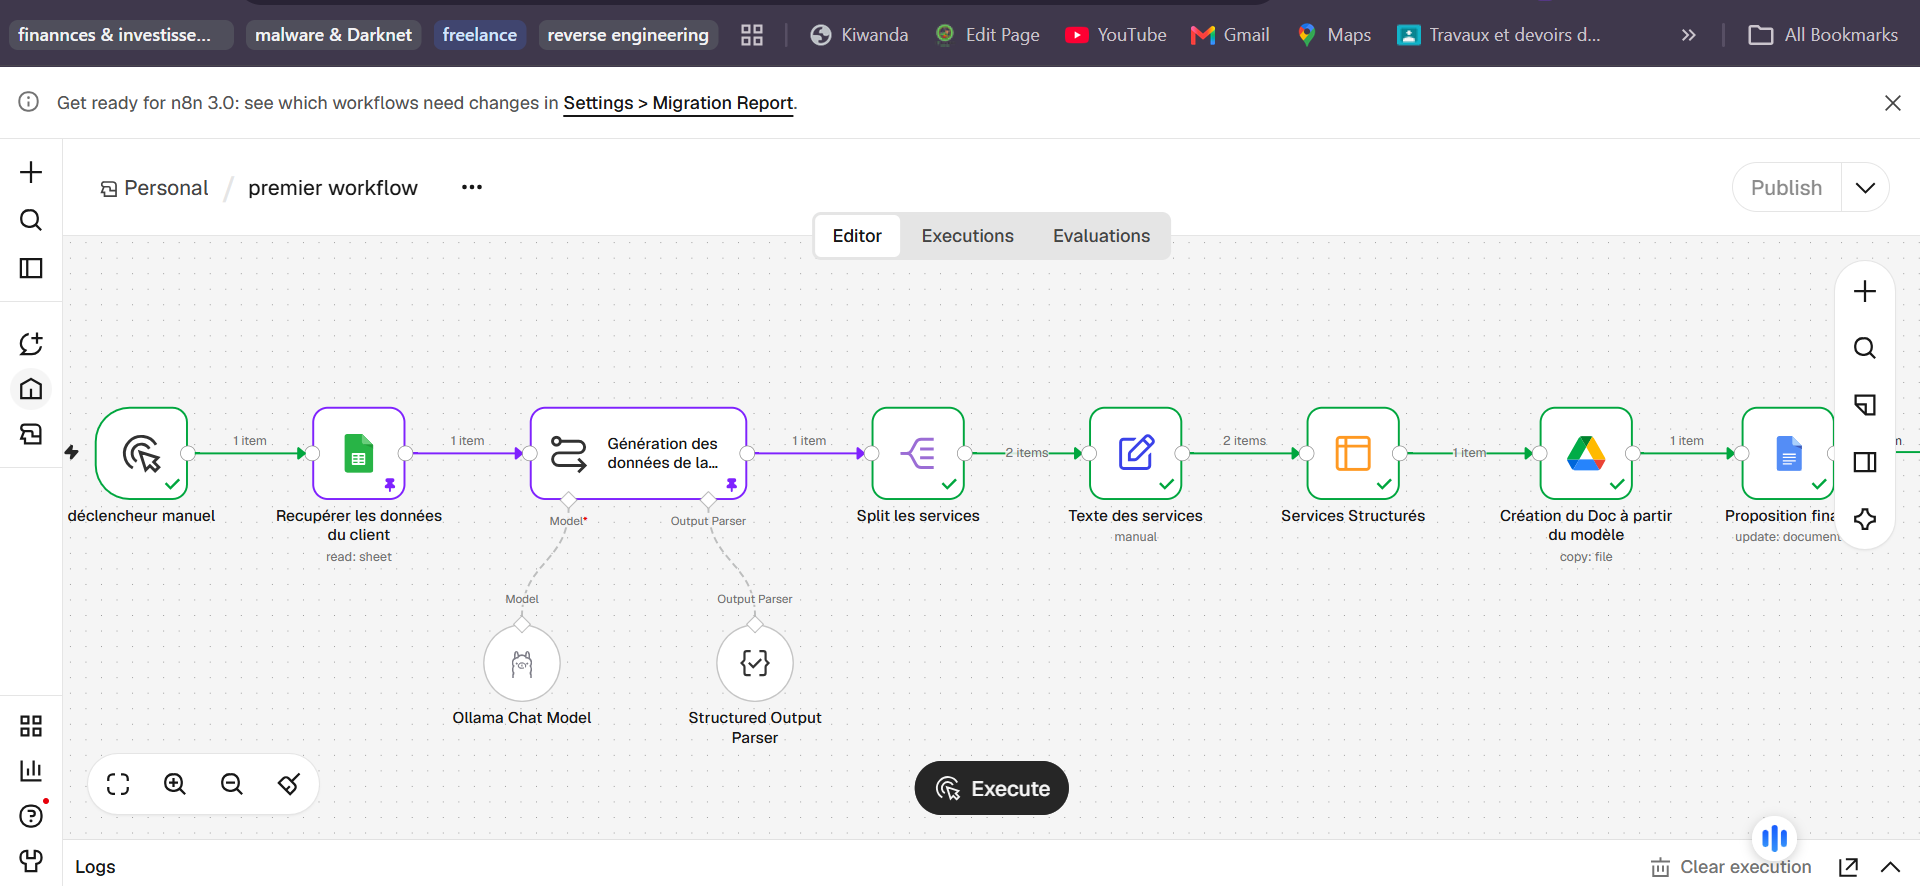 finannces & investisse...
malware & Darknet
freelance
reverse engineering
Kiwanda
Edit Page
YouTube
Gmail
Maps
Travaux et devoirs d...
All Bookmarks
Get ready for n8n 3.0: see which workflows need changes in Settings > Migration Report.
Personal / premier workflow
Publish
Editor
Executions
Evaluations
1 item
1 item
1 item
2 items
2 items
1 item
1 item
Génération des
données de la...
déclencheur manuel
Recupérer les données
du client
read: sheet
Model*
Output Parser
Split les services
Texte des services
manual
Services Structurés
Création du Doc à partir
du modèle
copy: file
Proposition fina
update: document
Model
Output Parser
Ollama Chat Model
Structured Output
Parser
Execute
Logs
Clear execution